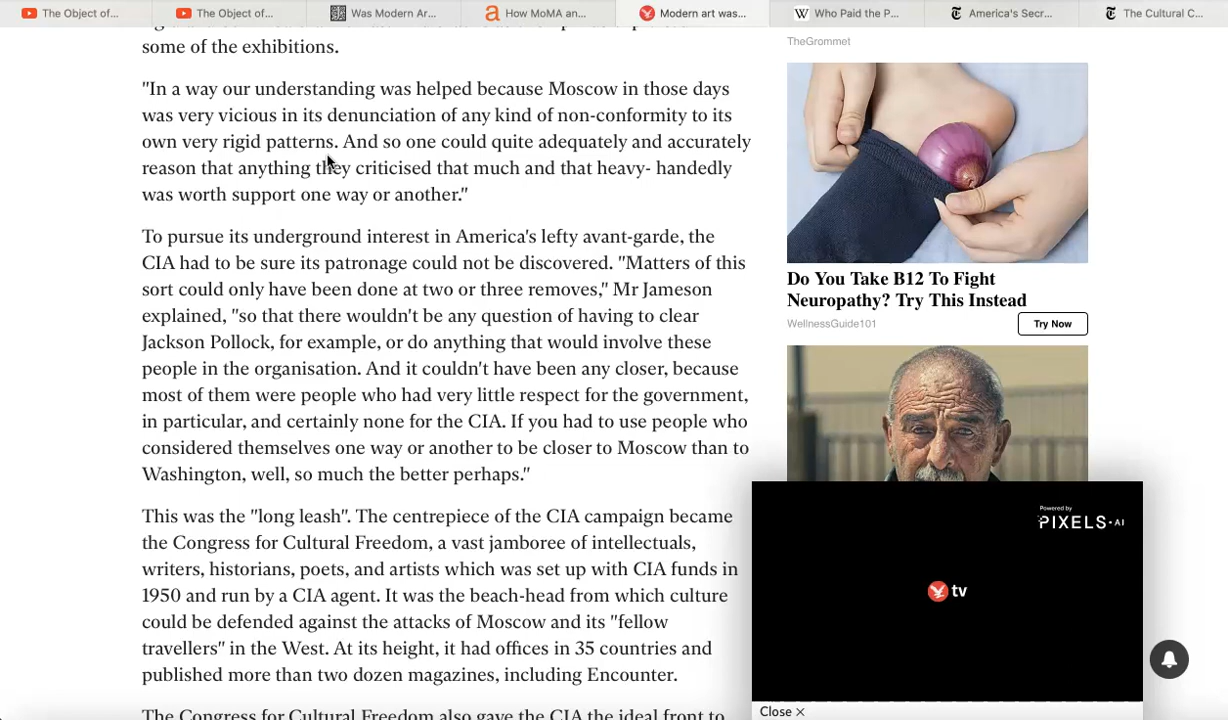 The Object of...
The Object of...
Was Modern Ar...
How MoMA an...
Modern art was...
Who Paid the P...
America's Secr...
The Cultural C...
some of the exhibitions.
"In a way our understanding was helped because Moscow in those days
was very vicious in its denunciation of any kind of non-conformity to its
own very rigid patterns. And so one could quite adequately and accurately
reason that anything they criticised that much and that heavy- handedly
was worth support one way or another."
To pursue its underground interest in America's lefty avant-garde, the
CIA had to be sure its patronage could not be discovered. "Matters of this
sort could only have been done at two or three removes," Mr Jameson
explained, "so that there wouldn't be any question of having to clear
Jackson Pollock, for example, or do anything that would involve these
people in the organisation. And it couldn't have been any closer, because
most of them were people who had very little respect for the government,
in particular, and certainly none for the CIA. If you had to use people who
considered themselves one way or another to be closer to Moscow than to
Washington, well, so much the better perhaps."
This was the "long leash". The centrepiece of the CIA campaign became
the Congress for Cultural Freedom, a vast jamboree of intellectuals,
writers, historians, poets, and artists which was set up with CIA funds in
1950 and run by a CIA agent. It was the beach-head from which culture
could be defended against the attacks of Moscow and its "fellow
travellers" in the West. At its height, it had offices in 35 countries and
published more than two dozen magazines, including Encounter.
The Congress for Cultural Freedom also gave the CIA the ideal front to
TheGrommet
Do You Take B12 To Fight
Neuropathy? Try This Instead
WellnessGuide101
Try Now
Powered by
PIXELS·AI
tv
Close ×